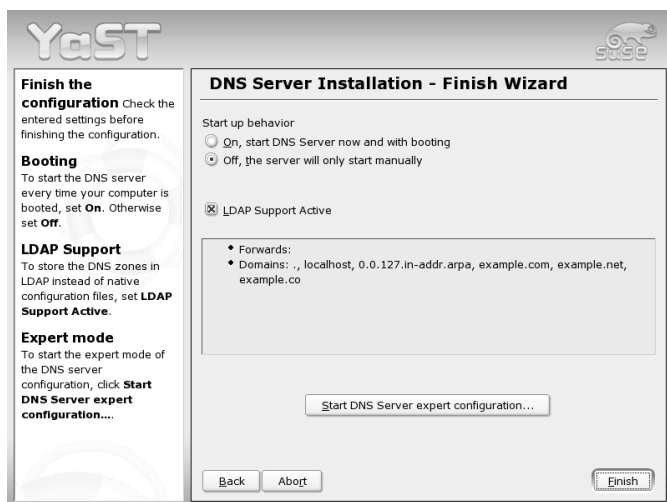 YaST
SUSE
Finish the
configuration Check the
entered settings before
finishing the configuration.
Booting
To start the DNS server
every time your computer is
booted, set On. Otherwise
set Off.
LDAP Support
To store the DNS zones in
LDAP instead of native
configuration files, set LDAP
Support Active.
Expert mode
To start the expert mode of
the DNS server
configuration, click Start
DNS Server expert
configuration....
DNS Server Installation - Finish Wizard
Start up behavior
On, start DNS Server now and with booting
Off, the server will only start manually
LDAP Support Active
Forwards:
Domains: ., localhost, 0.0.127.in-addr.arpa, example.com, example.net,
example.co
Start DNS Server expert configuration...
Back Abort Finish